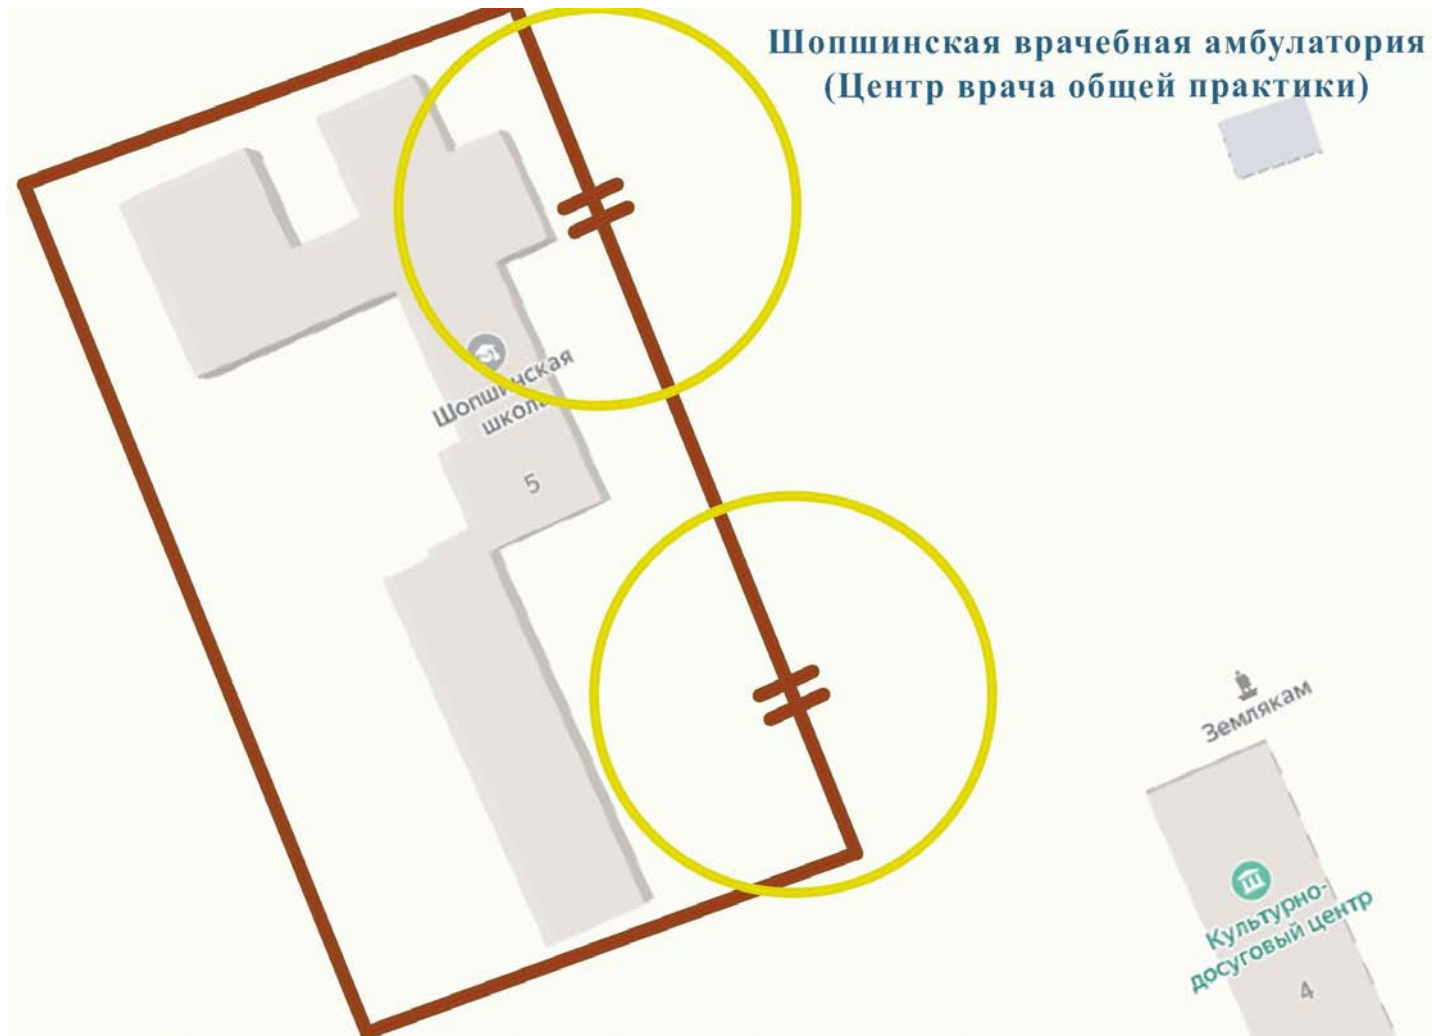 Шопшинская врачебная амбулатория
(Центр врача общей практики)
Шопшинская
школа
5
Землякам
Культурно-
досуговый центр
4